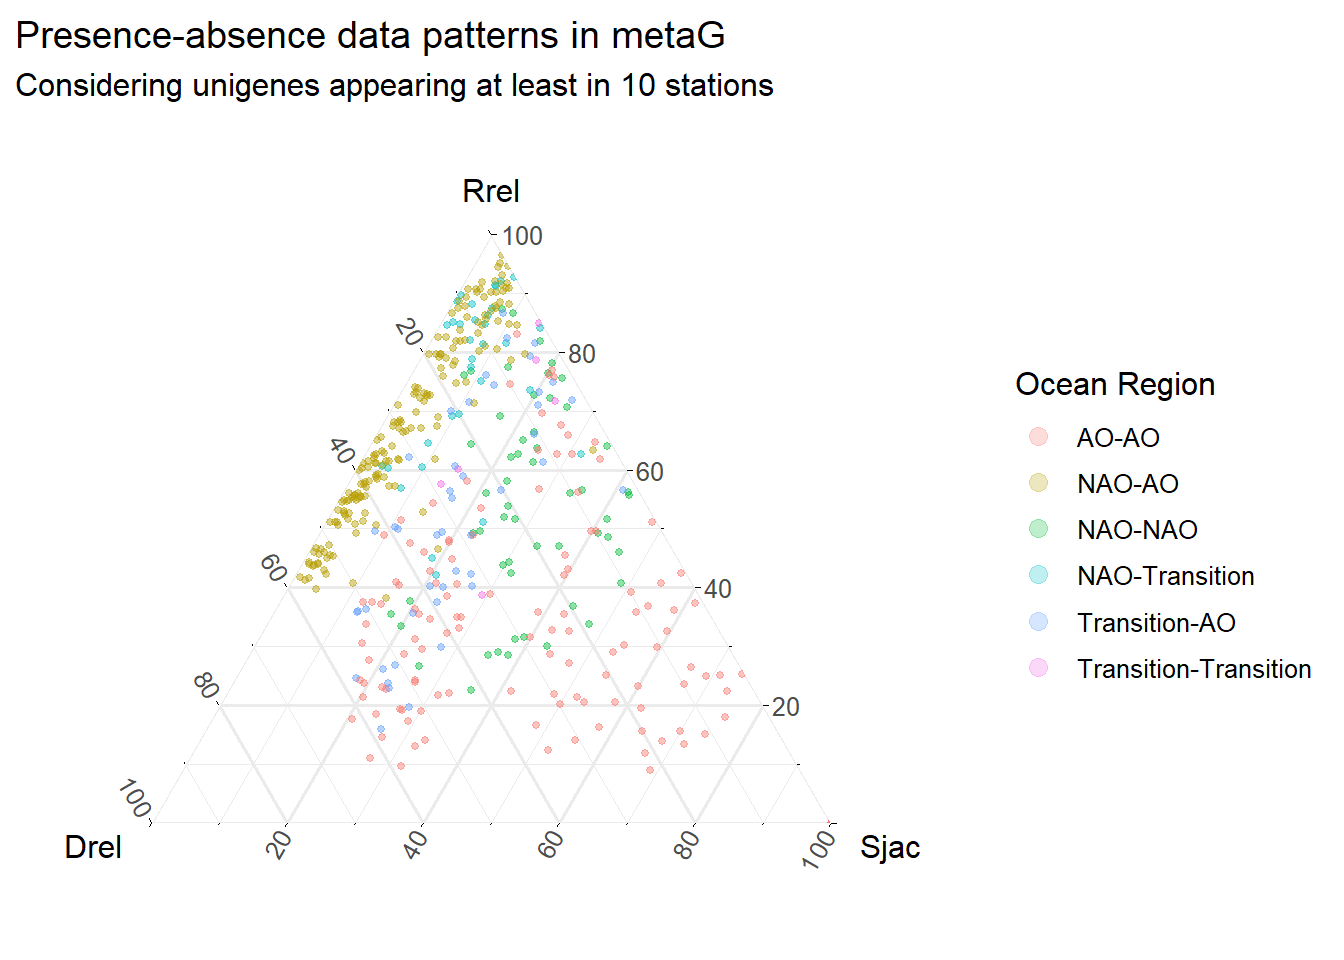 Presence-absence data patterns in metaG
Considering unigenes appearing at least in 10 stations
Rrel
100
20
80
40
60
60
40
80
20
100
Drel
20
40
60
80
100
Sjac
Ocean Region
AO-AO
NAO-AO
NAO-NAO
NAO-Transition
Transition-AO
Transition-Transition